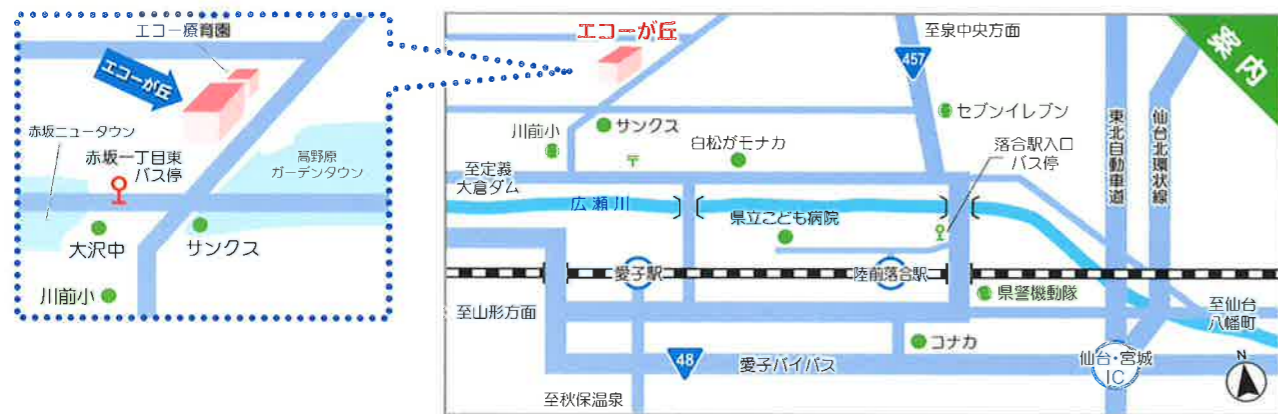 エコー療育園
エコーが丘
赤坂ニュータウン
赤坂一丁目東
バス停
高野原
ガーデンタウン
大沢中
サンクス
川前小
エコーが丘
至泉中央方面
457
案内
セブンイレブン
川前小
サンクス
白松がモナカ
落合駅入口
バス停
〒
至定義
大倉ダム
東北自動車道
仙台北環状線
広瀬川
県立こども病院
愛子駅
陸前落合駅
県警機動隊
至山形方面
至仙台
八幡町
コナカ
48
愛子バイパス
仙台・宮城
IC
N
至秋保温泉